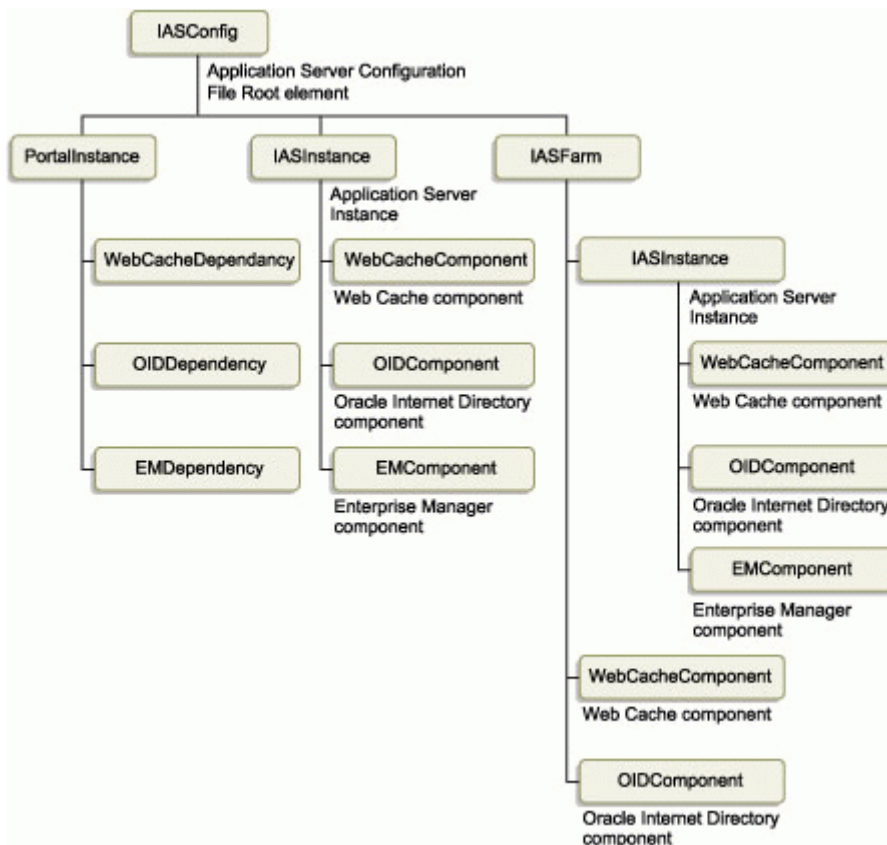 IASConfig
Application Server Configuration
File Root element
PortalInstance
IASInstance
IASFarm
Application Server
Instance
WebCacheDependancy
WebCacheComponent
IASInstance
Web Cache component
Application Server
Instance
OIDDependency
OIDComponent
WebCacheComponent
Oracle Internet Directory
component
Web Cache component
EMDependency
EMComponent
OIDComponent
Enterprise Manager
component
Oracle Internet Directory
component
EMComponent
Enterprise Manager
component
WebCacheComponent
Web Cache component
OIDComponent
Oracle Internet Directory
component